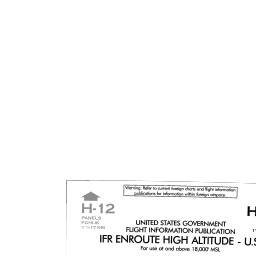 Warning: Refer to current foreign charts and flight information
publications for information within foreign airspace
H-12
PANELS
H
UNITED STATES GOVERNMENT
FLIGHT INFORMATION PUBLICATION
IFR ENROUTE HIGH ALTITUDE - U.S
For use at and above 18,000' MSL